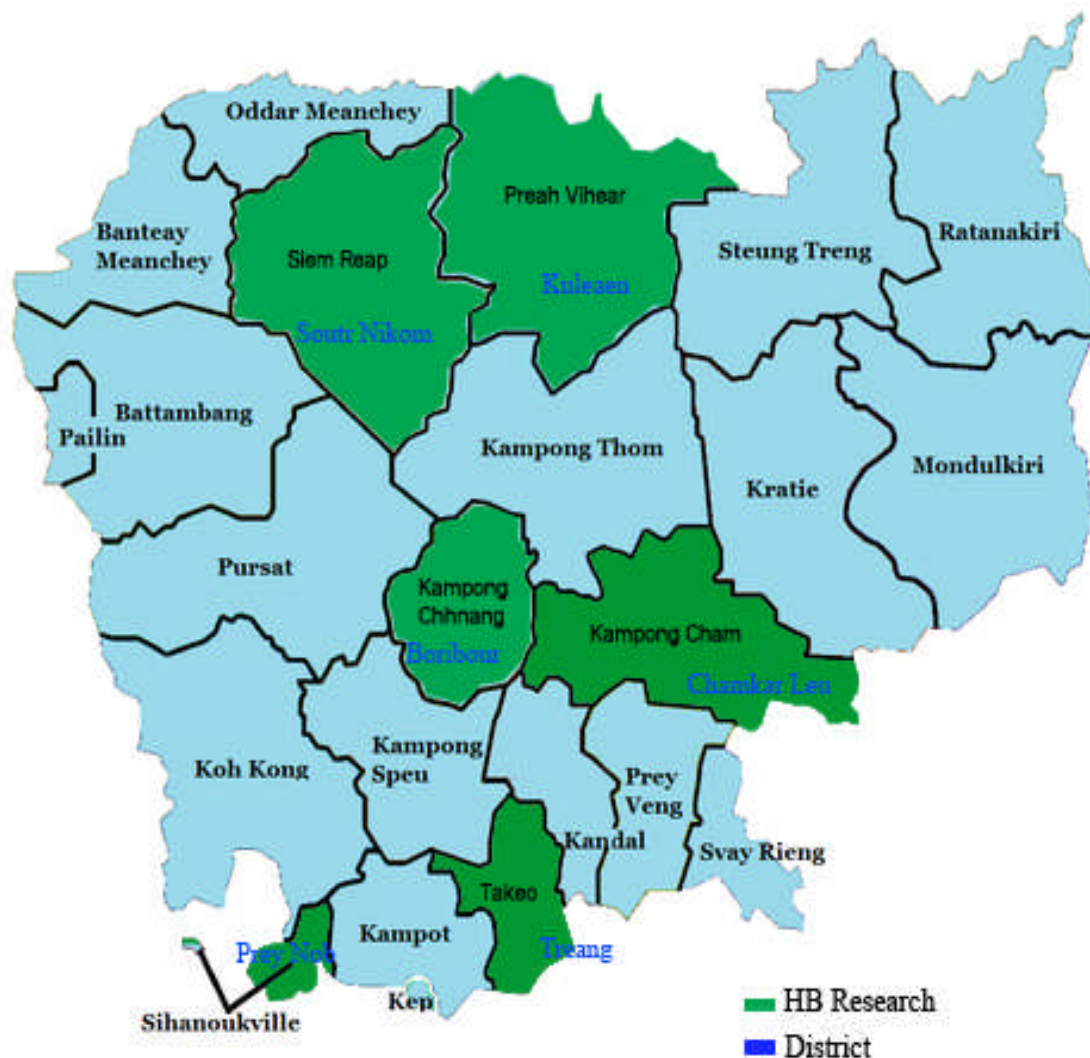 Oddar Meanchey
Preah Vihear
Banteay
Meanchey
Siem Reap
Steung Treng
Ratanakiri
Kuleaen
Soutr Nikom
Battambang
Pailin
Kampong Thom
Kratie
Mondulkiri
Pursat
Kampong
Chhnang
Boribour
Kampong Cham
Chamkar Leu
Koh Kong
Kampong
Speu
Prey
Veng
Kandal
Svay Rieng
Takeo
Kampot
Prey Nob
Treang
Kep
Sihanoukville
HB Research
District